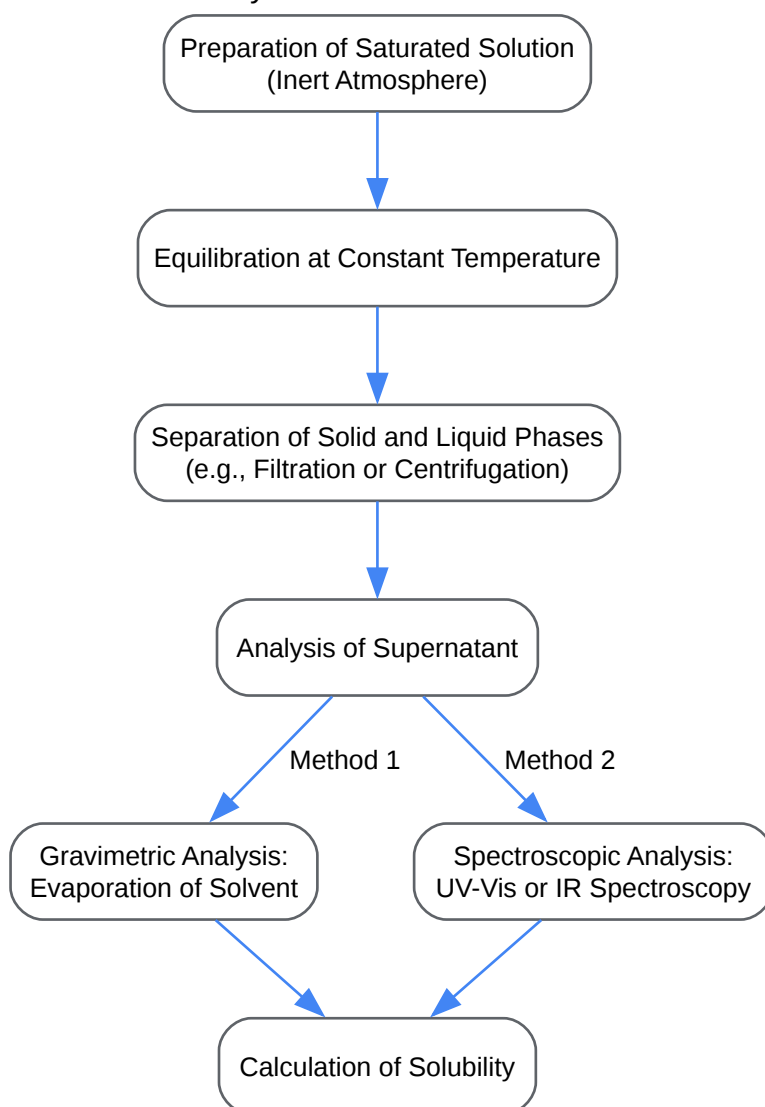 Preparation of Saturated Solution
(Inert Atmosphere)
Equilibration at Constant Temperature
Separation of Solid and Liquid Phases
(e.g., Filtration or Centrifugation)
Analysis of Supernatant
Method 1
Method 2
Gravimetric Analysis:
Evaporation of Solvent
Spectroscopic Analysis:
UV-Vis or IR Spectroscopy
Calculation of Solubility